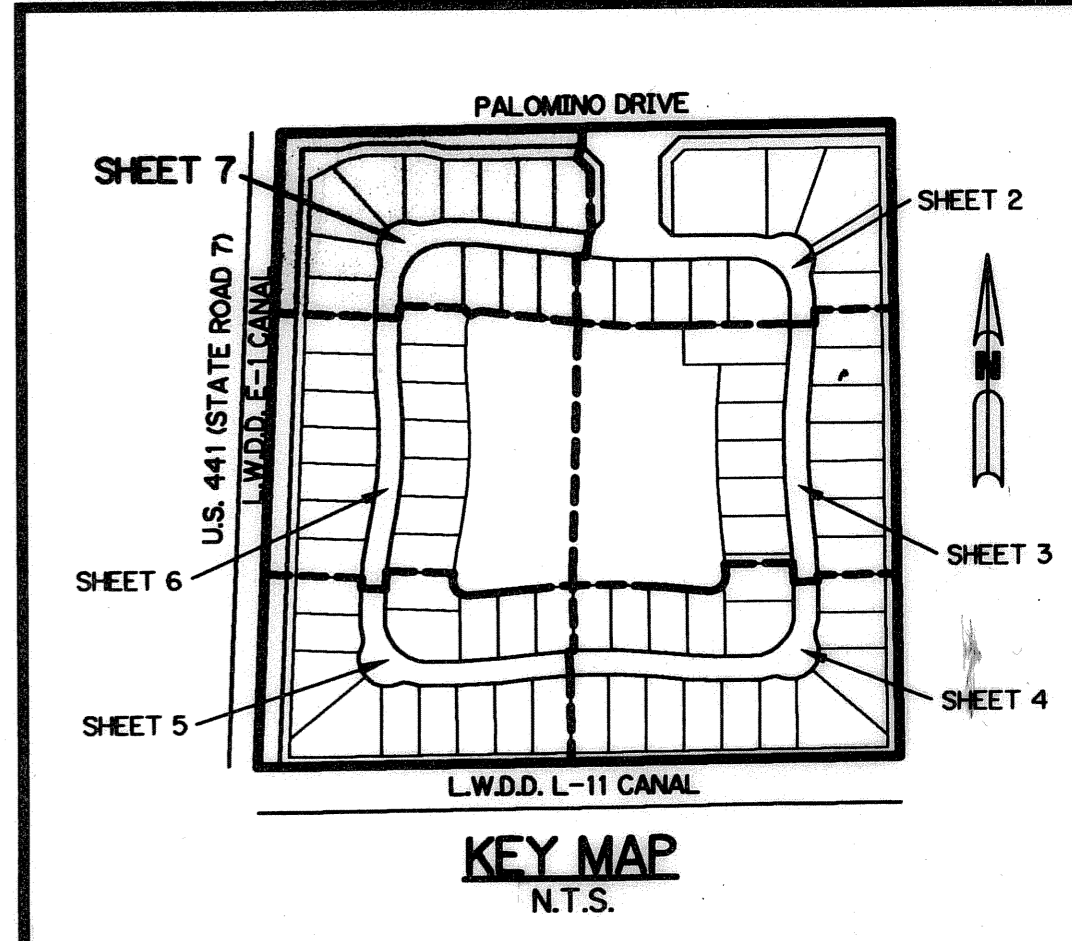 PALOMINO DRIVE
SHEET 7
SHEET 2
U.S. 441 (STATE ROAD 7)
L.W.D.D. E-1 CANAL
N
SHEET 6
SHEET 3
SHEET 5
SHEET 4
L.W.D.D. L-11 CANAL
KEY MAP
N.T.S.